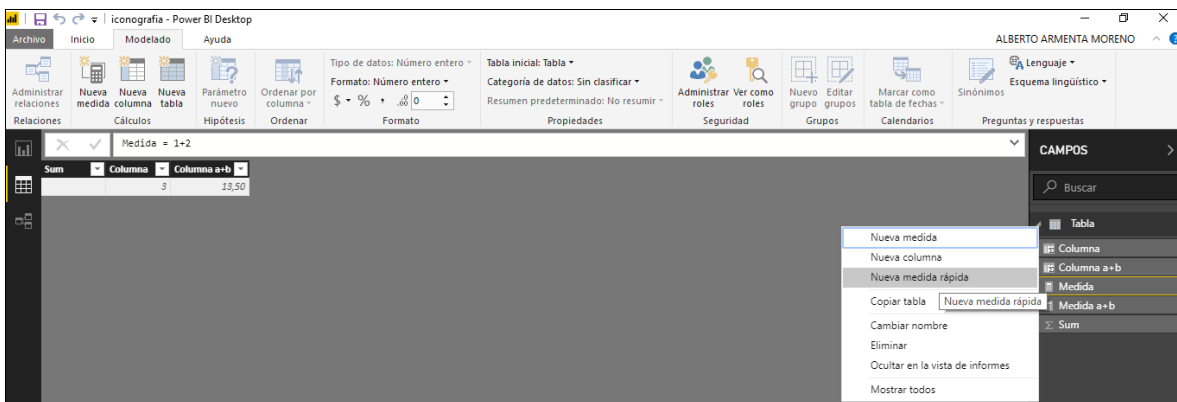 iconografia - Power BI Desktop
Archivo Inicio Modelado Ayuda ALBERTO ARMENTA MORENO
Administrar relaciones
Relaciones
Nueva medida
Nueva columna
Nueva tabla
Cálculos
Parámetro nuevo
Hipótesis
Ordenar por columna
Ordenar
Tipo de datos: Número entero
Formato: Número entero
$ % , .00 0
Formato
Tabla inicial: Tabla
Categoría de datos: Sin clasificar
Resumen predeterminado: No resumir
Propiedades
Administrar roles
Ver como roles
Seguridad
Nuevo grupo
Editar grupos
Grupos
Marcar como tabla de fechas
Calendarios
Sinónimos
Lenguaje
Esquema lingüístico
Preguntas y respuestas
Medida = 1+2
Sum Columna Columna a+b
3 13,50
Nueva medida
Nueva columna
Nueva medida rápida
Copiar tabla
Nueva medida rápida
Cambiar nombre
Eliminar
Ocultar en la vista de informes
Mostrar todos
CAMPOS
Buscar
Tabla
Columna
Columna a+b
Medida
Medida a+b
Sum